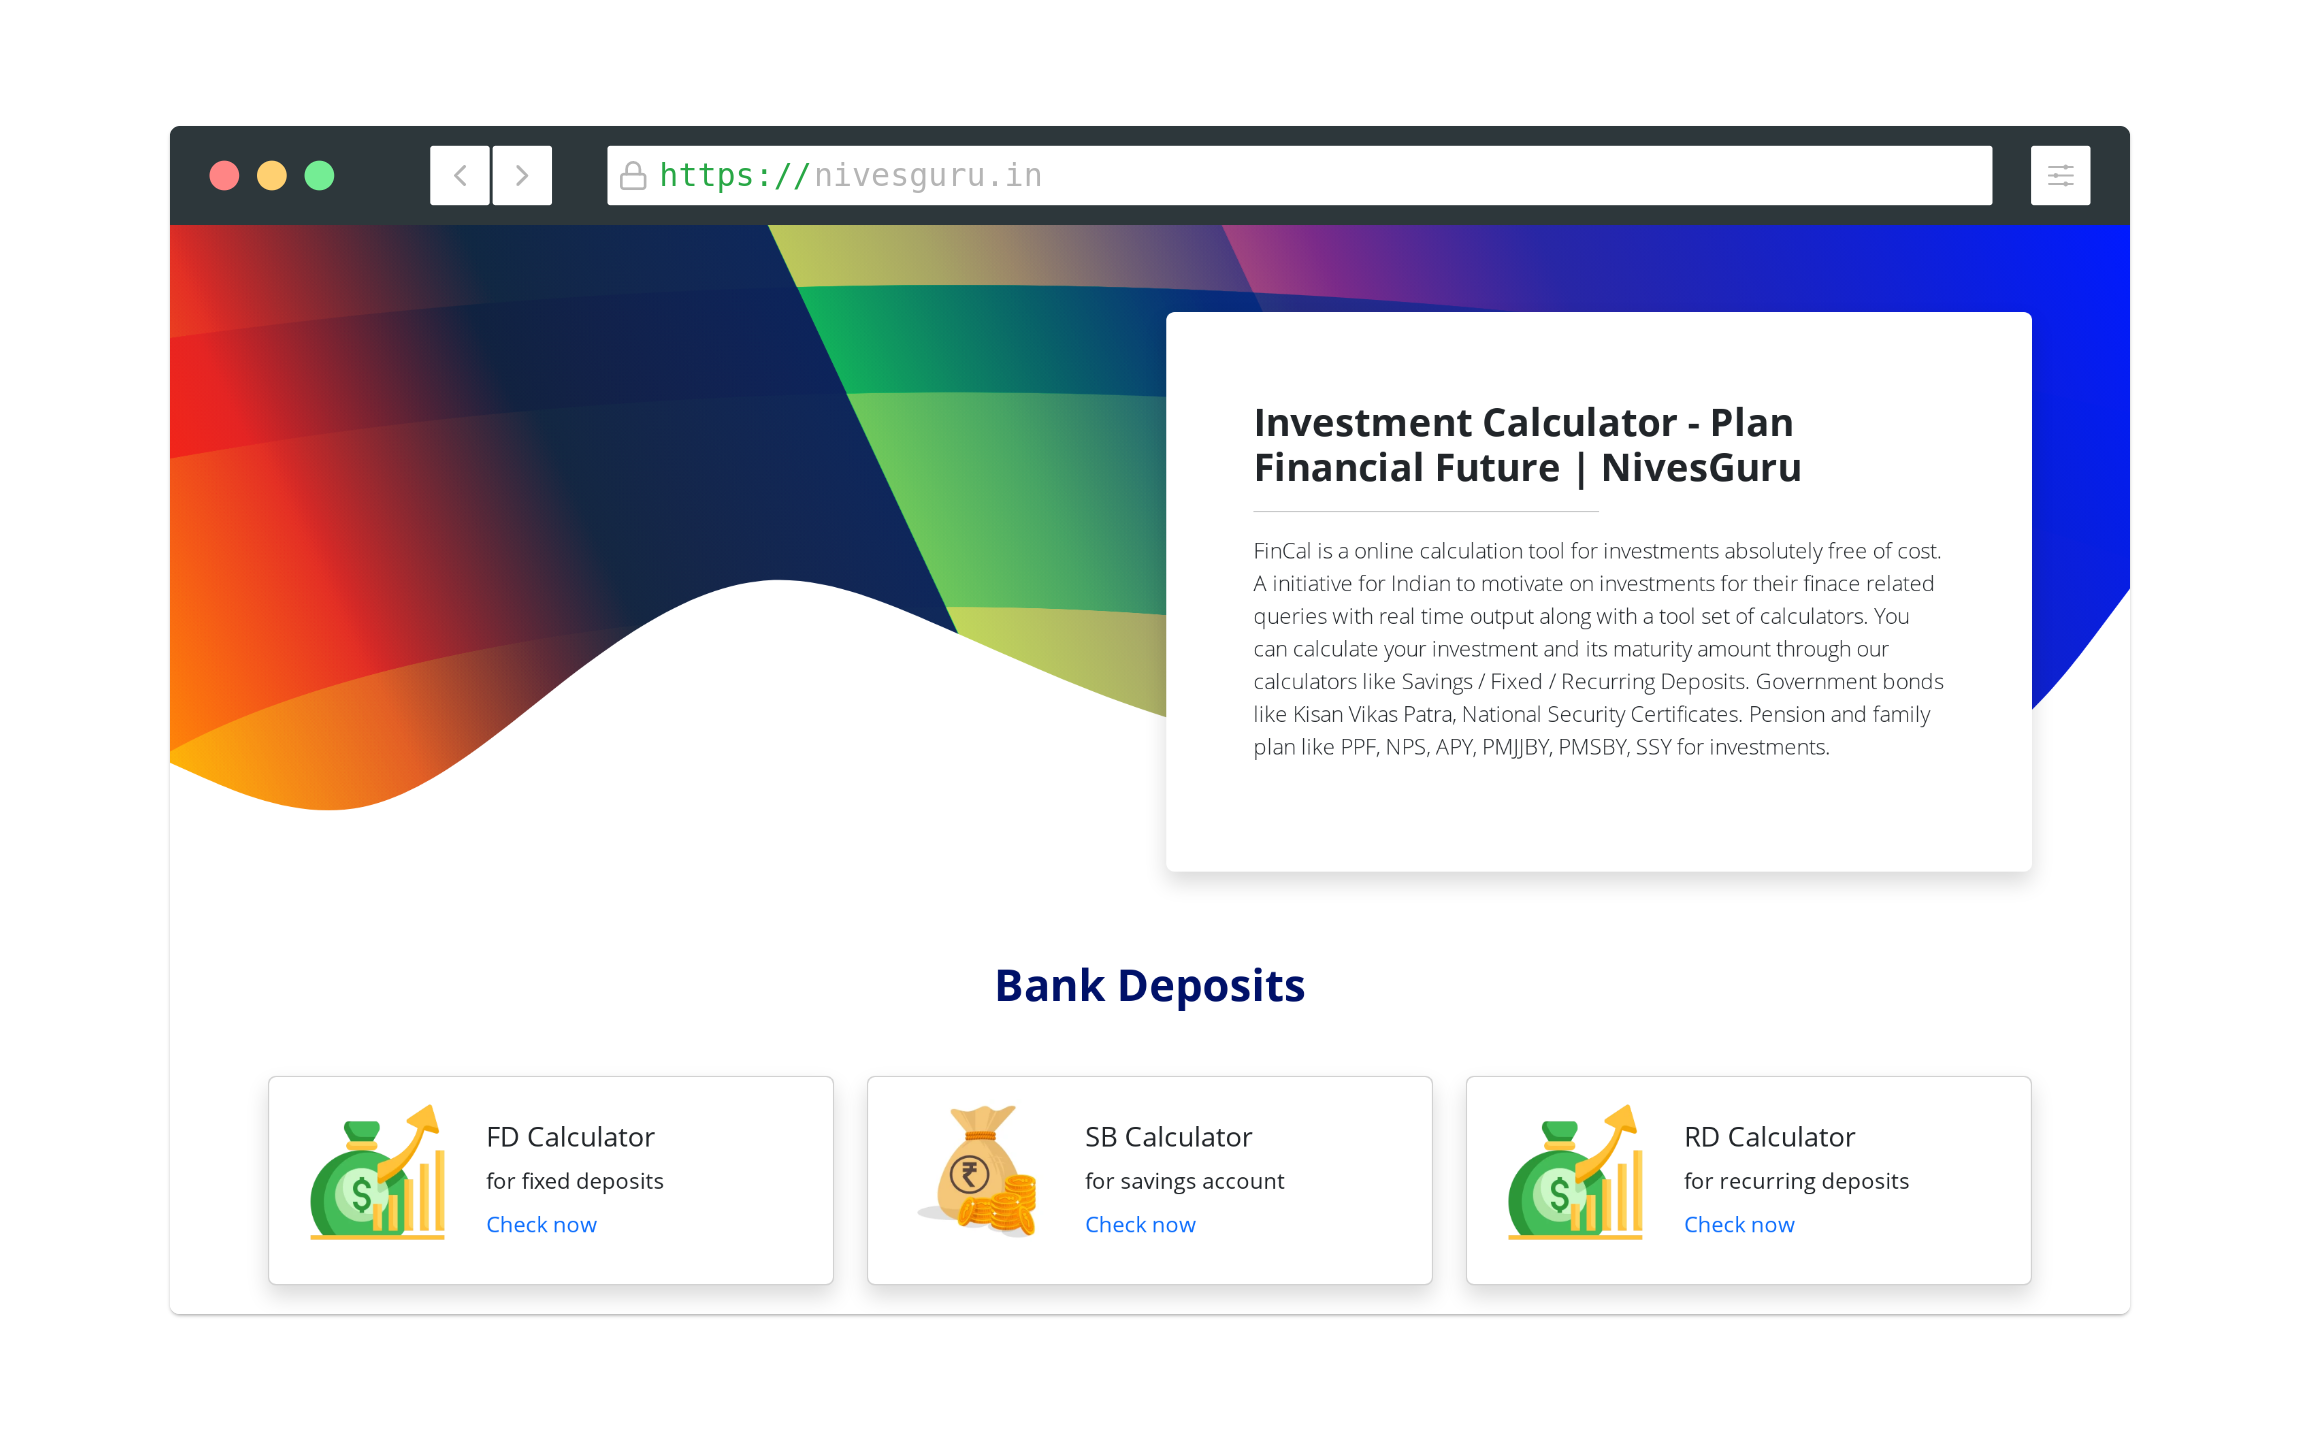 https://nivesguru.in
Investment Calculator - Plan
Financial Future | NivesGuru
FinCal is a online calculation tool for investments absolutely free of cost.
A initiative for Indian to motivate on investments for their finace related
queries with real time output along with a tool set of calculators. You
can calculate your investment and its maturity amount through our
calculators like Savings / Fixed / Recurring Deposits. Government bonds
like Kisan Vikas Patra, National Security Certificates. Pension and family
plan like PPF, NPS, APY, PMJJBY, PMSBY, SSY for investments.
Bank Deposits
$
FD Calculator
for fixed deposits
Check now
₹
SB Calculator
for savings account
Check now
$
RD Calculator
for recurring deposits
Check now